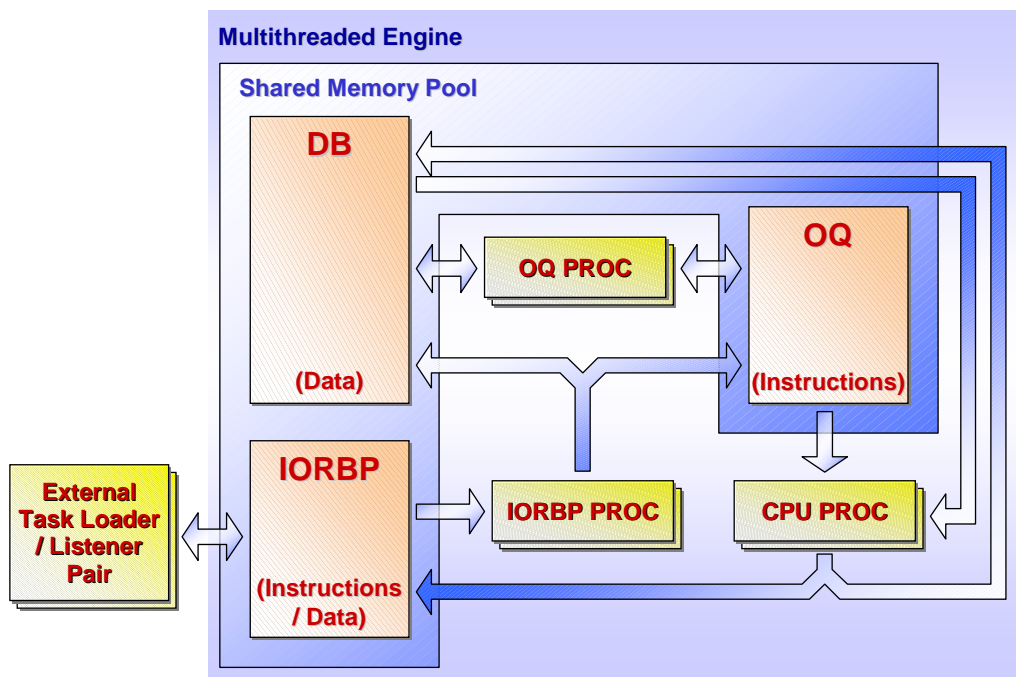 Multithreaded Engine
Shared Memory Pool
DB
(Data)
OQ PROC
OQ
(Instructions)
IORBP
(Instructions
/ Data)
IORBP PROC
CPU PROC
External
Task Loader
/ Listener
Pair